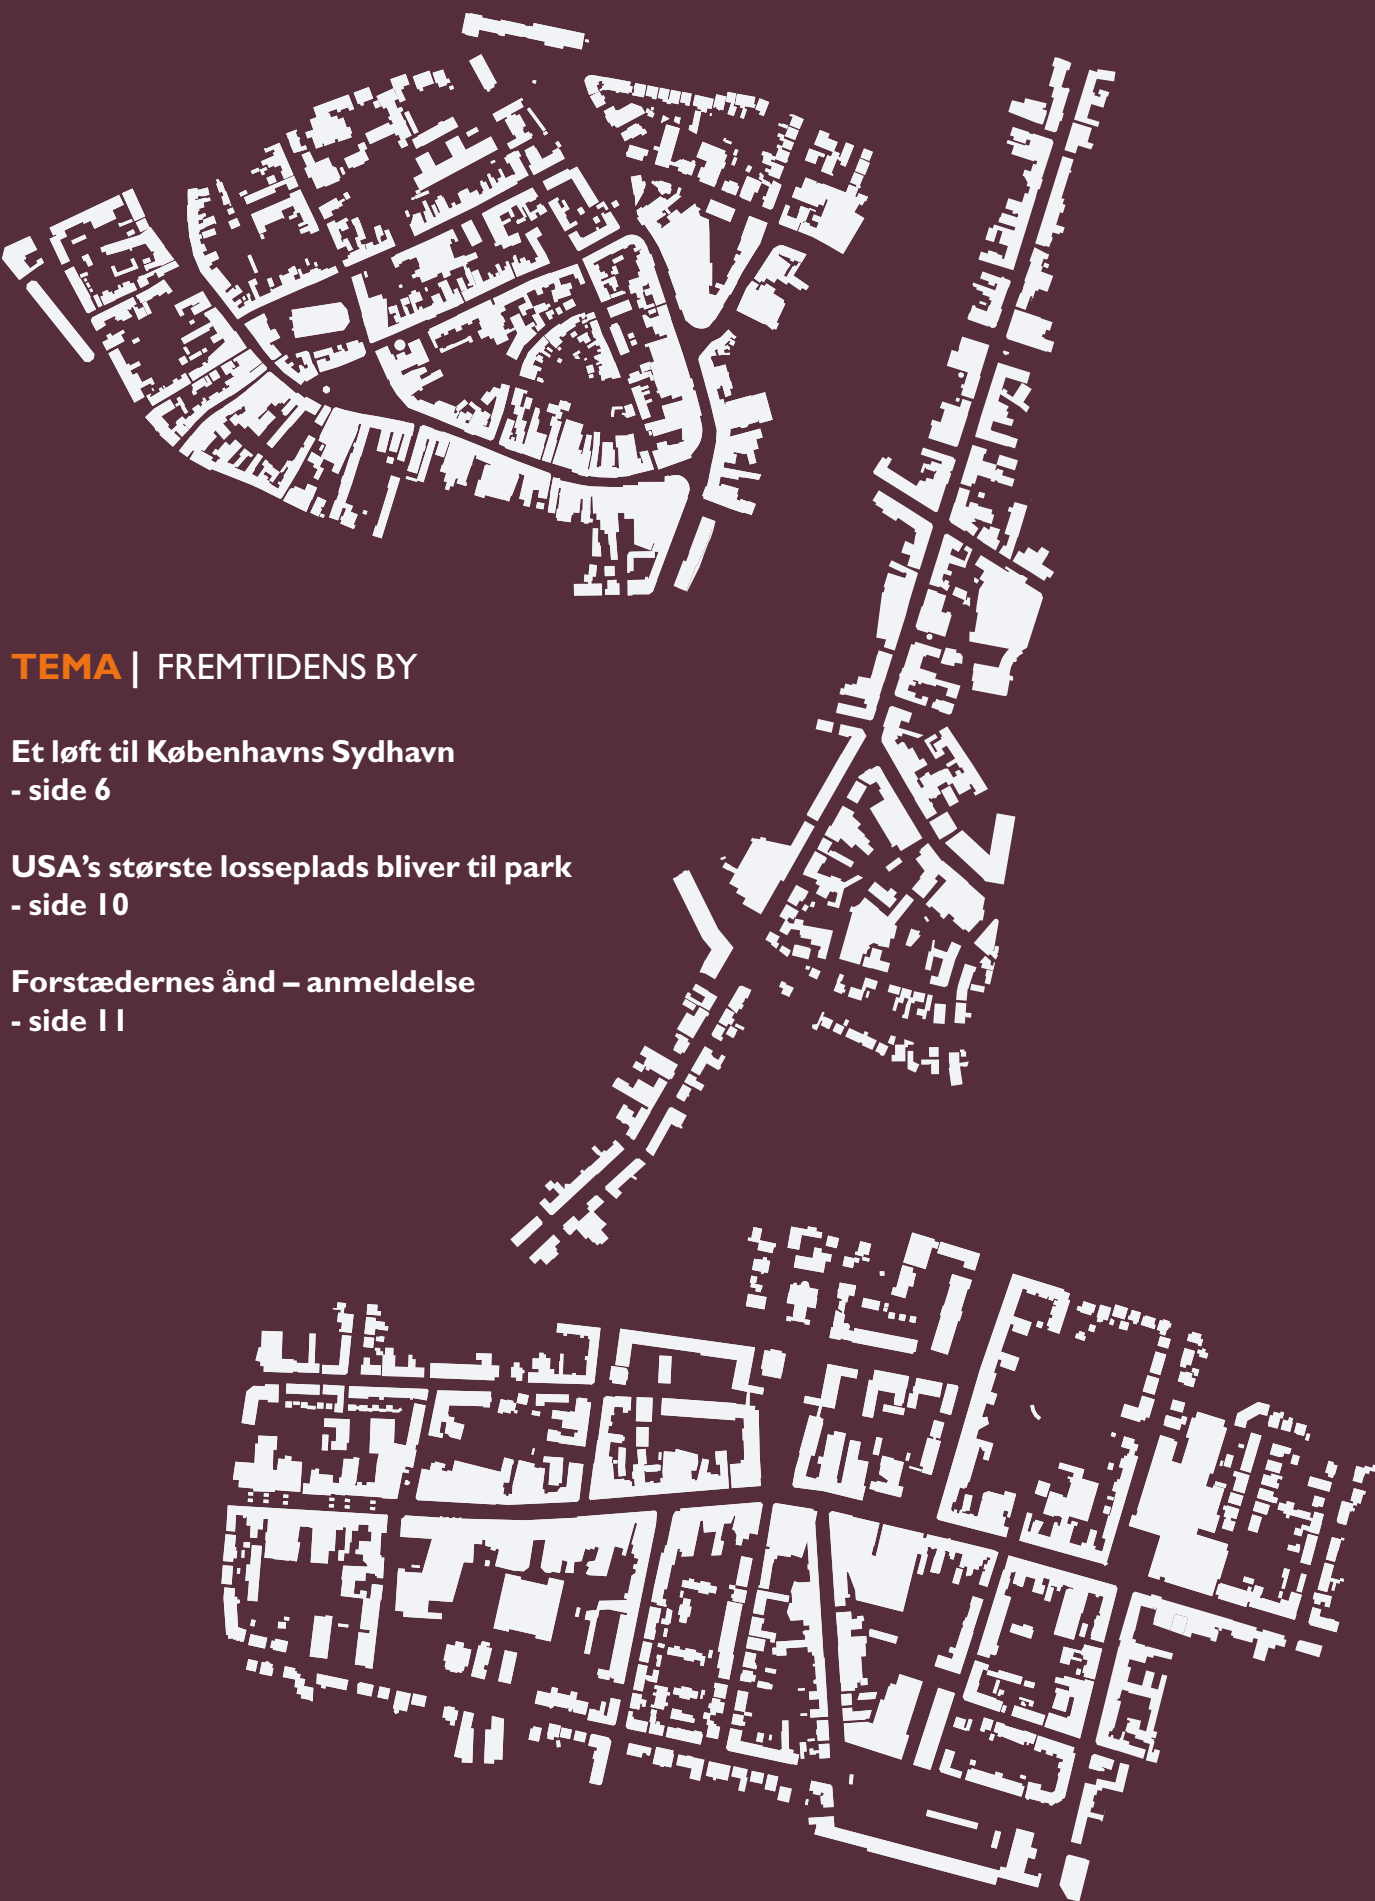 TEMA | FREMTIDENS BY
Et løft til Københavns Sydhavn
- side 6
USA’s største losseplads bliver til park
- side 10
Forstædernes ånd – anmeldelse
- side 11